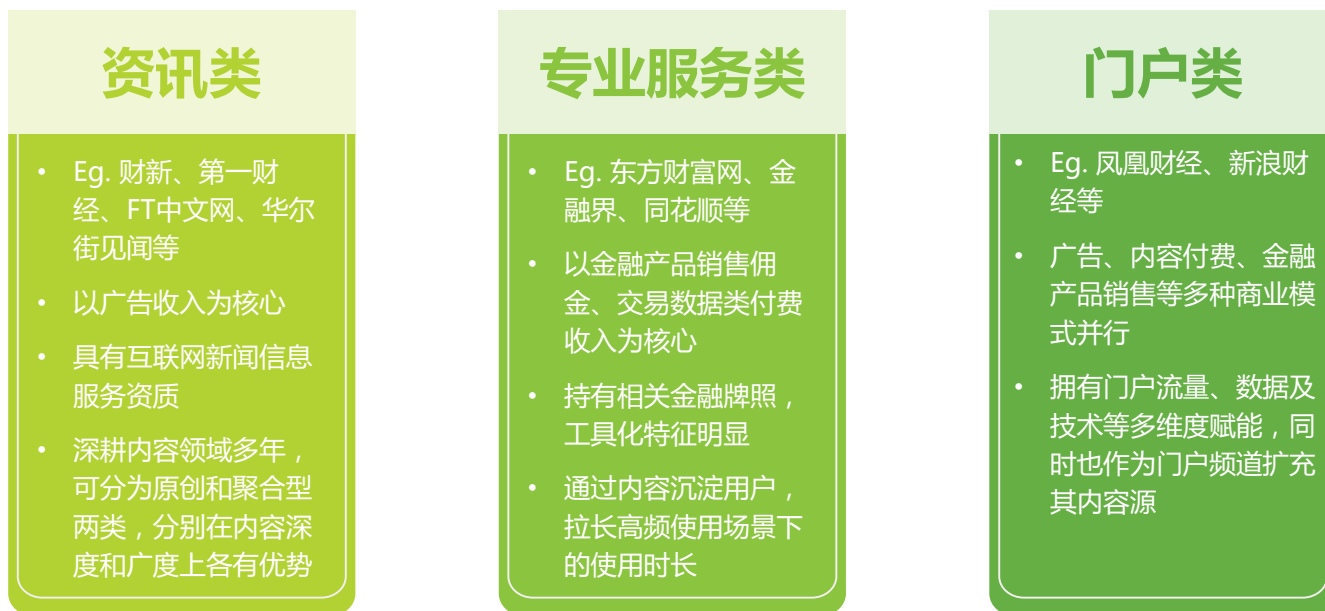 资讯类
• Eg. 财新、第一财
经、FT中文网、华尔
街见闻等
• 以广告收入为核心
• 具有互联网新闻信息
服务资质
• 深耕内容领域多年，
可分为原创和聚合型
两类，分别在内容深
度和广度上各有优势
专业服务类
• Eg. 东方财富网、金
融界、同花顺等
• 以金融产品销售佣
金、交易数据类付费
收入为核心
• 持有相关金融牌照，
工具化特征明显
• 通过内容沉淀用户，
拉长高频使用场景下
的使用时长
门户类
• Eg. 凤凰财经、新浪财
经等
• 广告、内容付费、金融
产品销售等多种商业模
式并行
• 拥有门户流量、数据及
技术等多维度赋能，同
时也作为门户频道扩充
其内容源